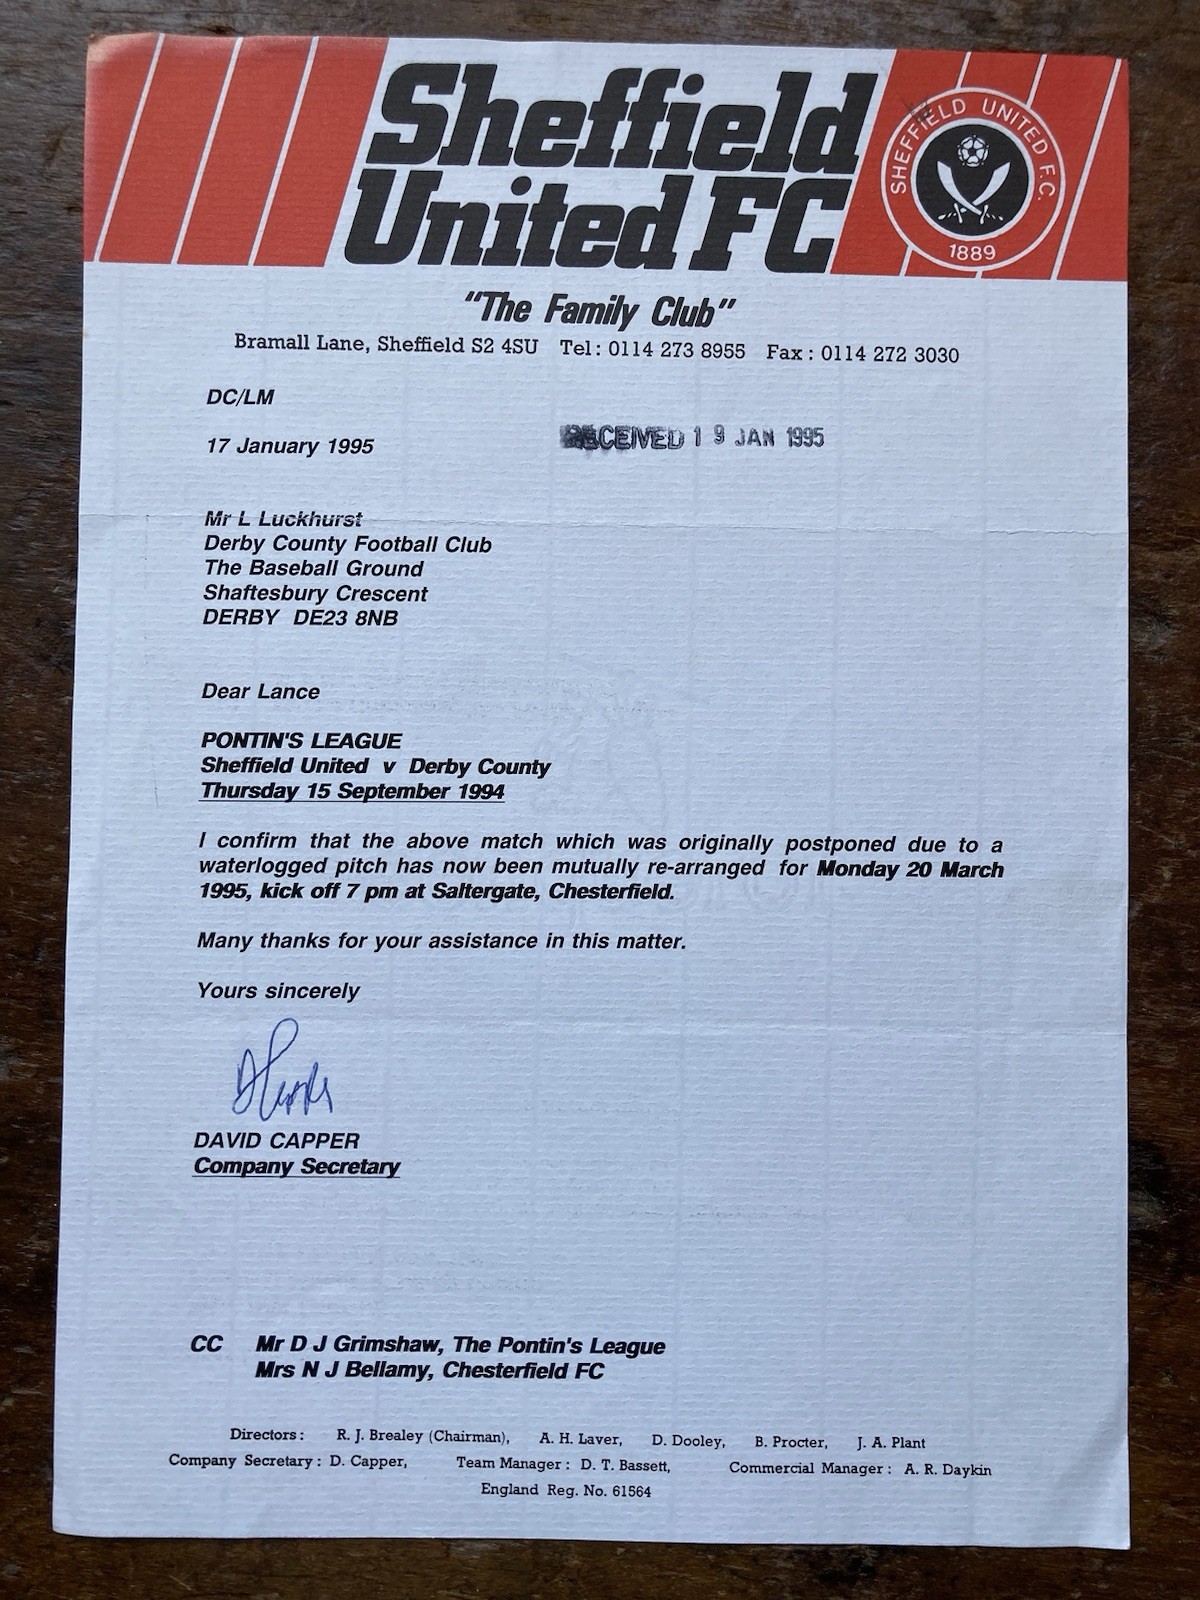 Sheffield
United FC
SHEFFIELD UNITED F.C.
1889
"The Family Club"
Bramall Lane, Sheffield S2 4SU Tel: 0114 273 8955 Fax: 0114 272 3030
DC/LM
17 January 1995
RECEIVED 19 JAN 1995
Mr L Luckhurst
Derby County Football Club
The Baseball Ground
Shaftesbury Crescent
DERBY DE23 8NB
Dear Lance
PONTIN'S LEAGUE
Sheffield United v Derby County
Thursday 15 September 1994
I confirm that the above match which was originally postponed due to a
waterlogged pitch has now been mutually re-arranged for Monday 20 March
1995, kick off 7 pm at Saltergate, Chesterfield.
Many thanks for your assistance in this matter.
Yours sincerely
DAVID CAPPER
Company Secretary
CC Mr D J Grimshaw, The Pontin's League
Mrs N J Bellamy, Chesterfield FC
Directors: R. J. Brealey (Chairman), A. H. Laver, D. Dooley, B. Procter, J. A. Plant
Company Secretary: D. Capper, Team Manager: D. T. Bassett, Commercial Manager: A. R. Daykin
England Reg. No. 61564